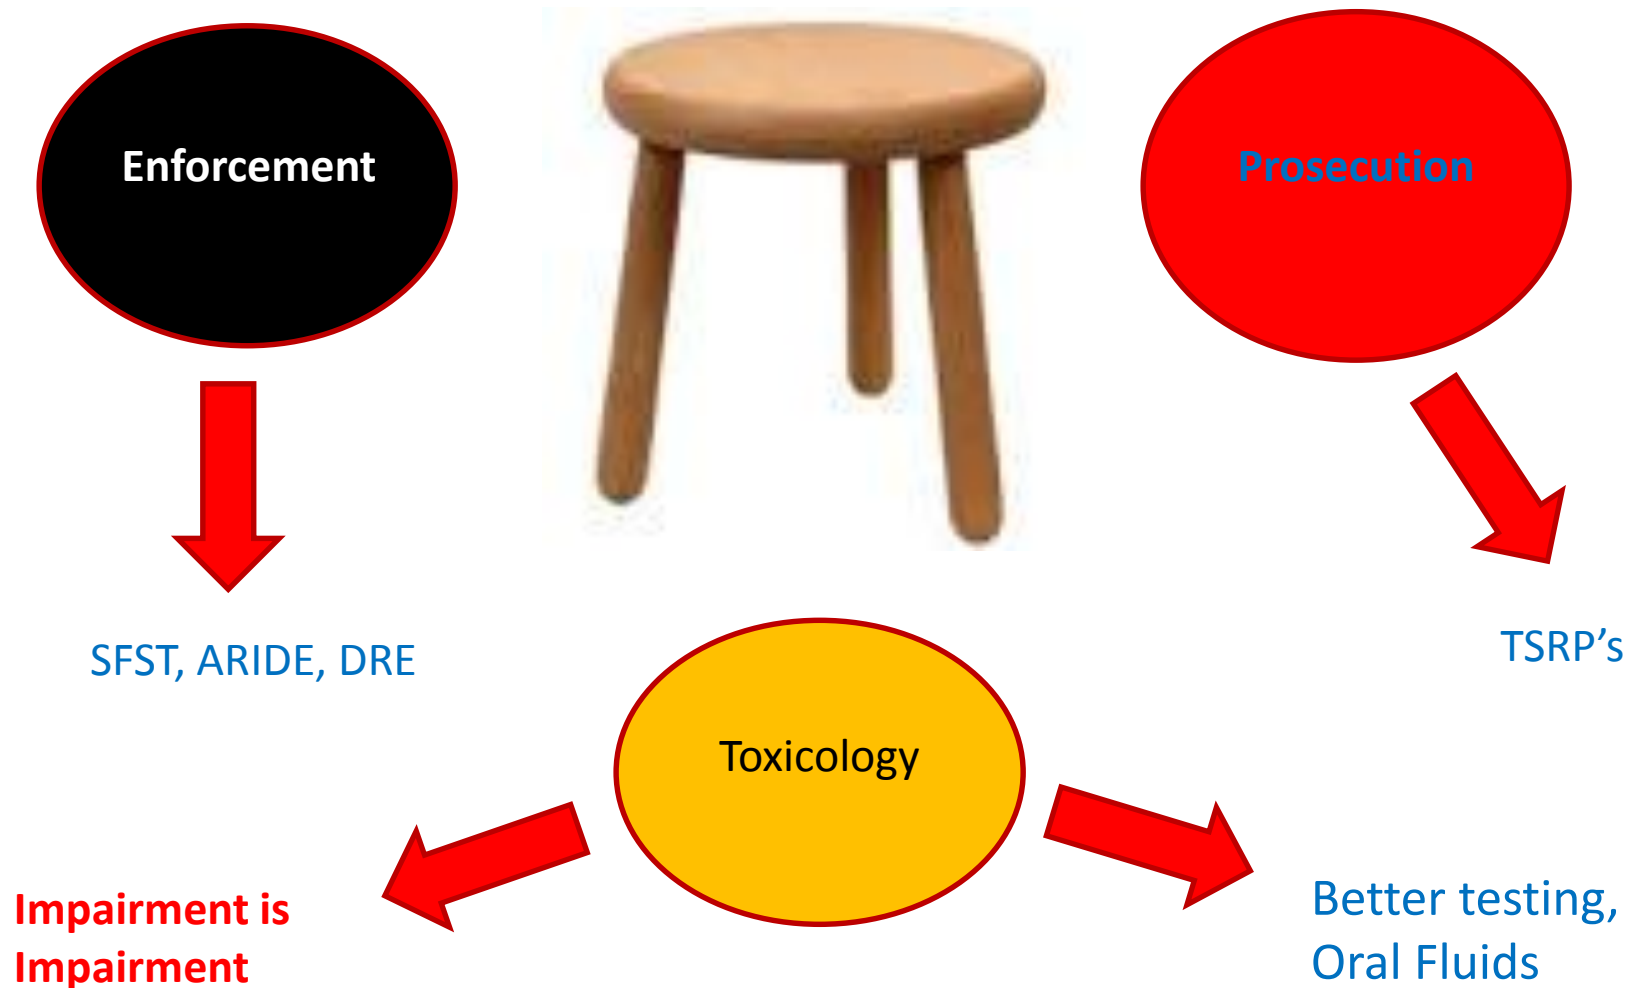 Enforcement
Prosecution
SFST, ARIDE, DRE
TSRP’s
Toxicology
Impairment is
Impairment
Better testing,
Oral Fluids